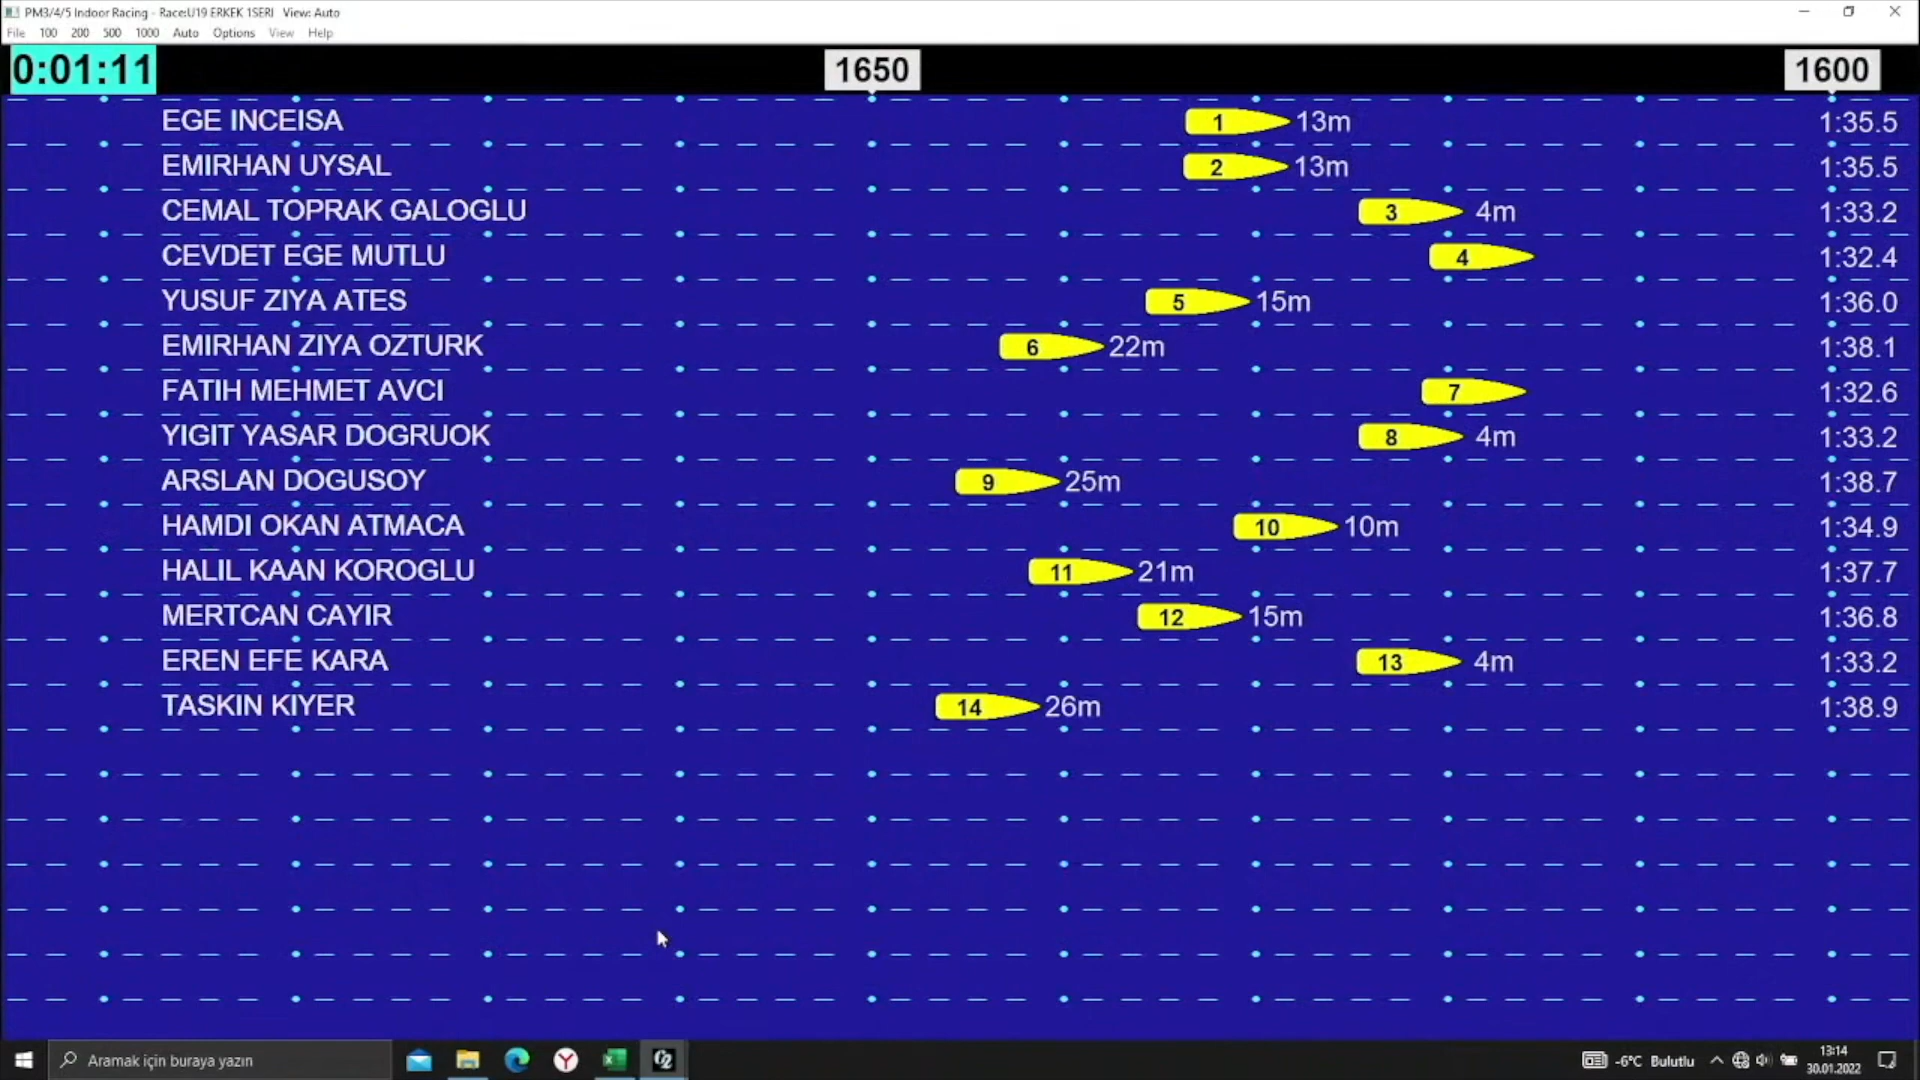 PM3/4/5 Indoor Racing - Race:U19 ERKEK 1SERI View: Auto
File 100 200 500 1000 Auto Options View Help
0:01:11 1650 1600
EGE INCEISA 1 13m 1:35.5
EMIRHAN UYSAL 2 13m 1:35.5
CEMAL TOPRAK GALOGLU 3 4m 1:33.2
CEVDET EGE MUTLU 4 1:32.4
YUSUF ZIYA ATES 5 15m 1:36.0
EMIRHAN ZIYA OZTURK 6 22m 1:38.1
FATIH MEHMET AVCI 7 1:32.6
YIGIT YASAR DOGRUOK 8 4m 1:33.2
ARSLAN DOGUSOY 9 25m 1:38.7
HAMDI OKAN ATMACA 10 10m 1:34.9
HALIL KAAN KOROGLU 11 21m 1:37.7
MERTCAN CAYIR 12 15m 1:36.8
EREN EFE KARA 13 4m 1:33.2
TASKIN KIYER 14 26m 1:38.9
Aramak için buraya yazın -6°C Bulutlu 13:14
30.01.2022